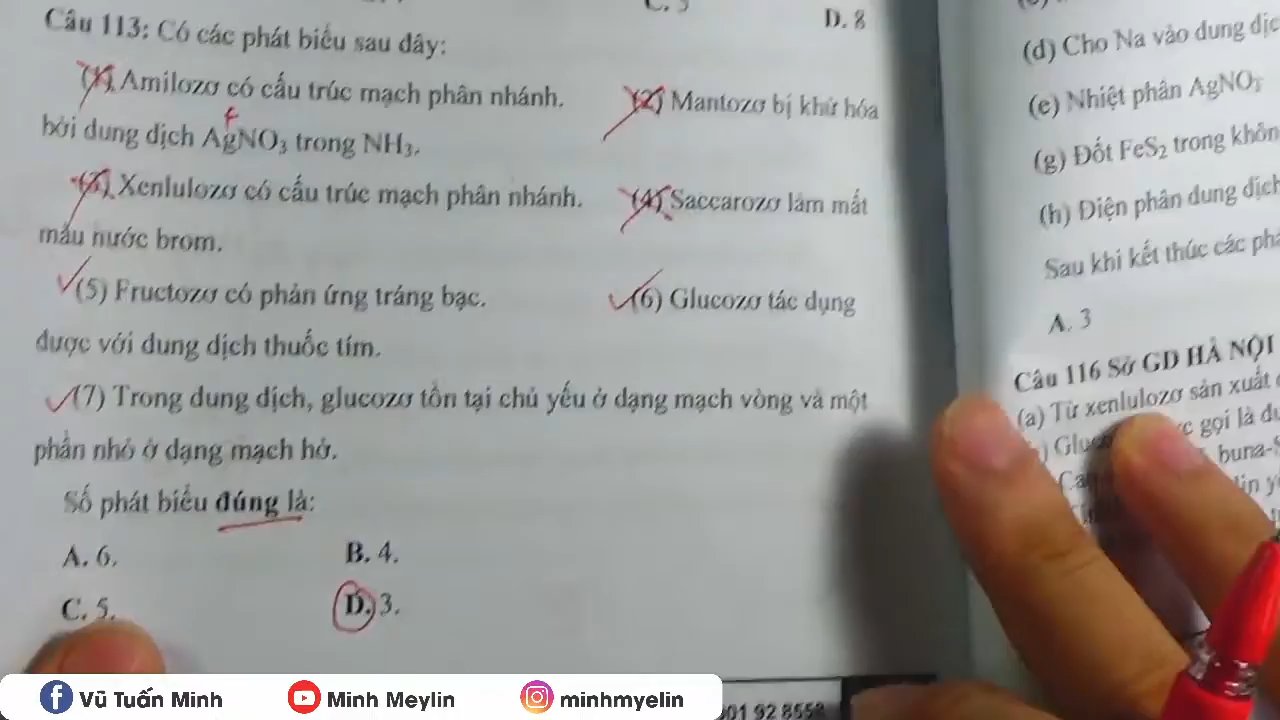 D. 8
Câu 113: Có các phát biểu sau đây:
(1) Amilozơ có cấu trúc mạch phân nhánh. (2) Mantozơ bị khử hóa
bởi dung dịch AgNO₃ trong NH₃.
(3) Xenlulozơ có cấu trúc mạch phân nhánh. (4) Saccarozơ làm mất
mầu nước brom.
(5) Fructozơ có phản ứng tráng bạc. (6) Glucozơ tác dụng
được với dung dịch thuốc tím.
(7) Trong dung dịch, glucozơ tồn tại chủ yếu ở dạng mạch vòng và một
phần nhỏ ở dạng mạch hở.
Số phát biểu đúng là:
A. 6. B. 4.
C. 5. D. 3.
(d) Cho Na vào dung dịc
(e) Nhiệt phân AgNO₃
(g) Đốt FeS₂ trong khôn
(h) Điện phân dung dịch
Sau khi kết thúc các phả
A. 3
Câu 116 Sở GD HÀ NỘI
(a) Từ xenlulozơ sản xuất
gọi là đư
buna-S
Vũ Tuấn Minh
Minh Meylin
minhmyelin